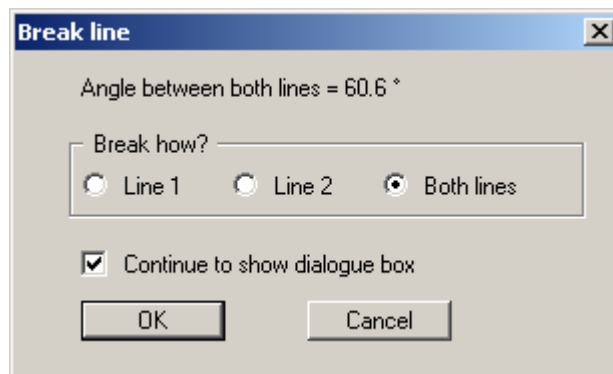 Break line
Angle between both lines = 60.6 °
Break how?
Line 1 Line 2 Both lines
Continue to show dialogue box
OK Cancel